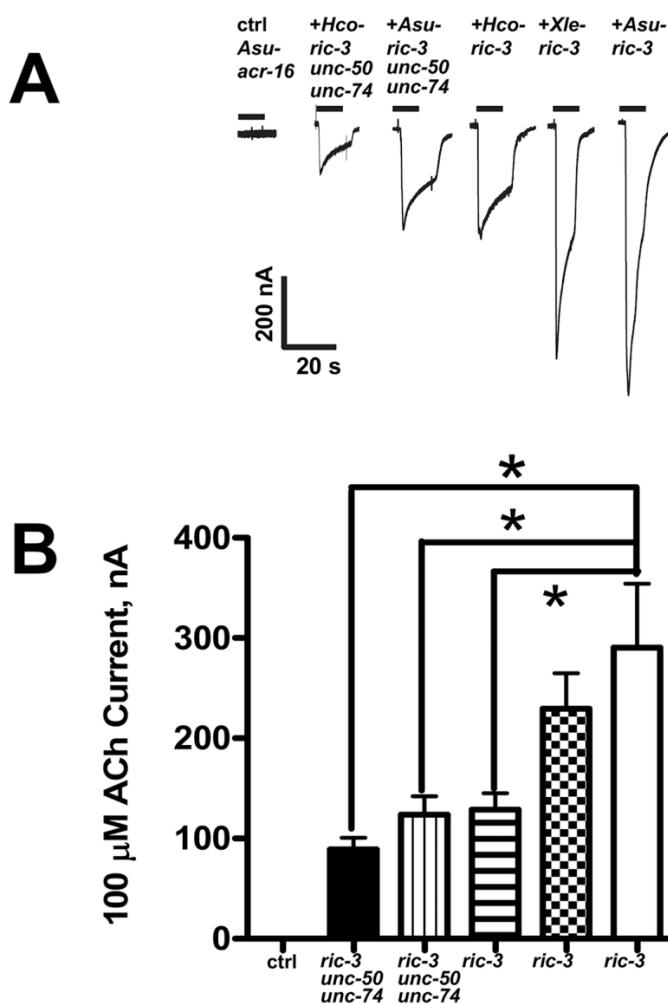 A
ctrl
Asu-
acr-16
+Hco-
ric-3
unc-50
unc-74
+Asu-
ric-3
unc-50
unc-74
+Hco-
ric-3
+Xle-
ric-3
+Asu-
ric-3
200 nA
20 s
B
100 µM ACh Current, nA
400
300
200
100
0
*
*
*
ctrl
ric-3
unc-50
unc-74
ric-3
unc-50
unc-74
ric-3
ric-3
ric-3